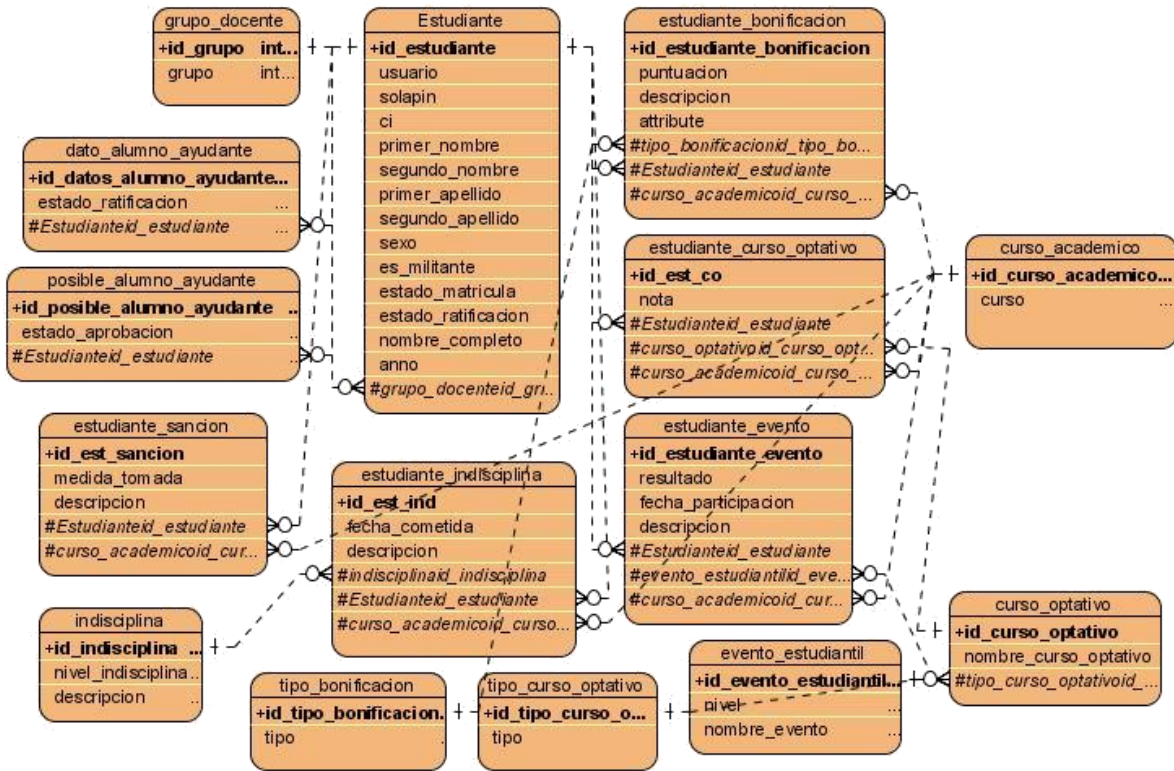 grupo_docente
+id_grupo int...
grupo int...
dato_alumno_ayudante
+id_datos_alumno_ayudante...
estado_ratificacion ...
#Estudianteid_estudiante ...
posible_alumno_ayudante
+id_posible_alumno_ayudante ..
estado_aprobacion ..
#Estudianteid_estudiante ..
estudiante_sancion
+id_est_sancion
medida_tomada
descripcion
#Estudianteid_estudiante
#curso_academicoid_cur...
indisciplina
+id_indisciplina ...
nivel_indisciplina..
descripcion ..
Estudiante
+id_estudiante
usuario
solapin
ci
primer_nombre
segundo_nombre
primer_apellido
segundo_apellido
sexo
es_militante
estado_matricula
estado_ratificacion
nombre_completo
anno
#grupo_docenteid_gr...
estudiante_indisciplina
+id_est_ind
fecha_cometida
descripcion
#indisciplinaid_indisciplina
#Estudianteid_estudiante
#curso_academicoid_curso...
tipo_bonificacion
+id_tipo_bonificacion.
tipo .
tipo_curso_optativo
+id_tipo_curso_o...
tipo
estudiante_bonificacion
+id_estudiante_bonificacion
puntuacion
descripcion
attribute
#tipo_bonificacionid_tipo_bo...
#Estudianteid_estudiante
#curso_academicoid_curso_...
estudiante_curso_optativo
+id_est_co
nota
#Estudianteid_estudiante
#curso_optativoid_curso_opt...
#curso_academicoid_curso_...
estudiante_evento
+id_estudiante_evento
resultado
fecha_participacion
descripcion
#Estudianteid_estudiante
#evento_estudiantilid_eve...
#curso_academicoid_cur...
evento_estudiantil
+id_evento_estudiantil...
nivel ...
nombre_evento ...
curso_academico
+id_curso_academico...
curso ...
curso_optativo
+id_curso_optativo
nombre_curso_optativo
#tipo_curso_optativoid_...